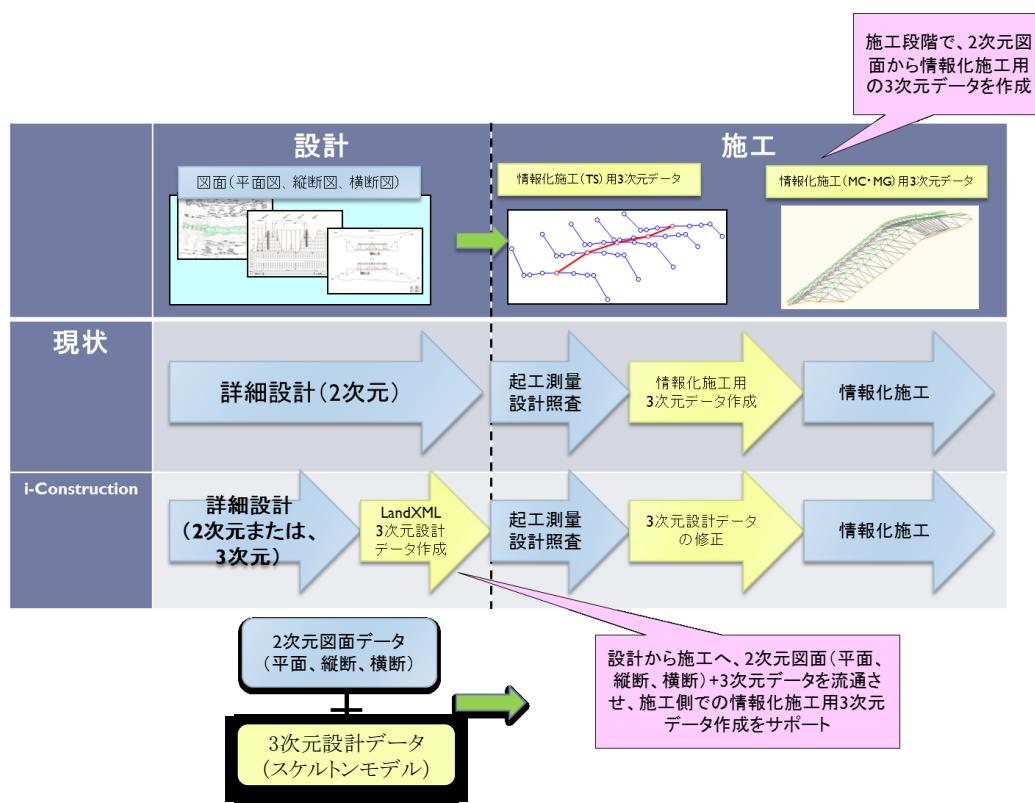 施工段階で、2次元図
面から情報化施工用
の3次元データを作成
設計
施工
図面(平面図、縦断図、横断図)
情報化施工(TS)用3次元データ
情報化施工(MC・MG)用3次元データ
現状
詳細設計(2次元)
起工測量
設計照査
情報化施工用
3次元データ作成
情報化施工
i-Construction
詳細設計
(2次元または、
3次元)
LandXML
3次元設計
データ作成
起工測量
設計照査
3次元設計データ
の修正
情報化施工
2次元図面データ
(平面、縦断、横断)
3次元設計データ
(スケルトンモデル)
設計から施工へ、2次元図面(平面、
縦断、横断)+3次元データを流通さ
せ、施工側での情報化施工用3次元
データ作成をサポート